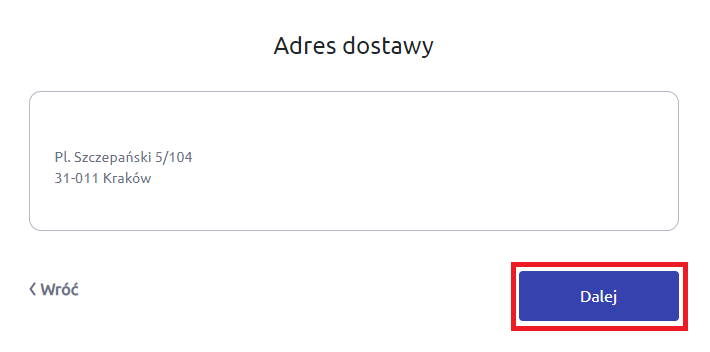 Adres dostawy
Pl. Szczepański 5/104
31-011 Kraków
Wróć
Dalej